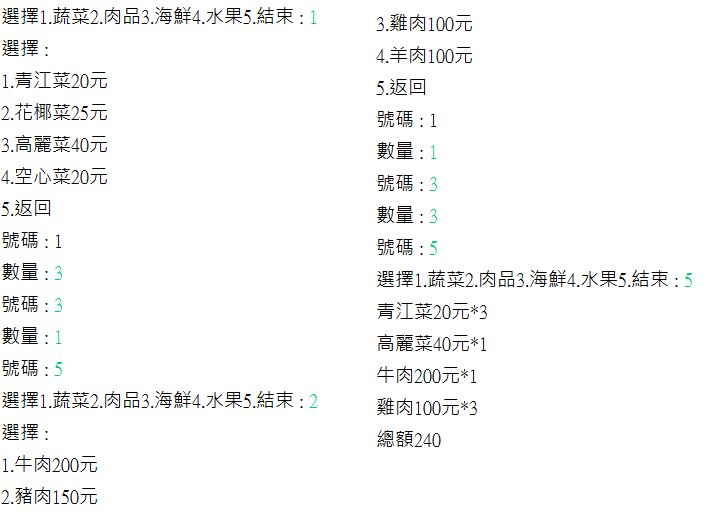 選擇1.蔬菜2.肉品3.海鮮4.水果5.結束 : 1
選擇 :
1.青江菜20元
2.花椰菜25元
3.高麗菜40元
4.空心菜20元
5.返回
號碼 : 1
數量 : 3
號碼 : 3
數量 : 1
號碼 : 5
選擇1.蔬菜2.肉品3.海鮮4.水果5.結束 : 2
選擇 :
1.牛肉200元
2.豬肉150元
3.雞肉100元
4.羊肉100元
5.返回
號碼 : 1
數量 : 1
號碼 : 3
數量 : 3
號碼 : 5
選擇1.蔬菜2.肉品3.海鮮4.水果5.結束 : 5
青江菜20元*3
高麗菜40元*1
牛肉200元*1
雞肉100元*3
總額240